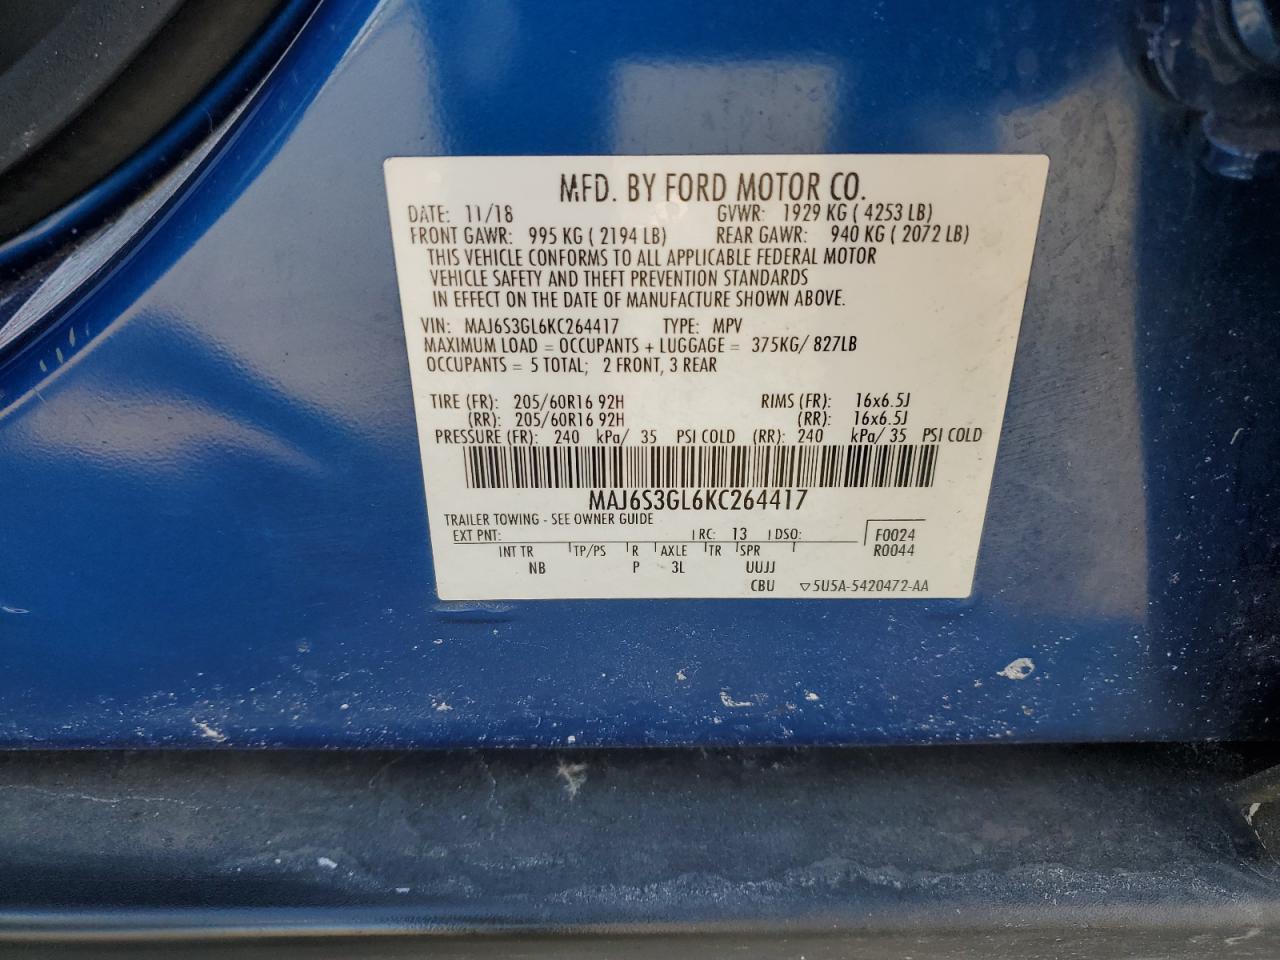 MFD. BY FORD MOTOR CO.
DATE: 11/18 GVWR: 1929 KG ( 4253 LB)
FRONT GAWR: 995 KG ( 2194 LB) REAR GAWR: 940 KG ( 2072 LB)
THIS VEHICLE CONFORMS TO ALL APPLICABLE FEDERAL MOTOR
VEHICLE SAFETY AND THEFT PREVENTION STANDARDS
IN EFFECT ON THE DATE OF MANUFACTURE SHOWN ABOVE.
VIN: MAJ6S3GL6KC264417 TYPE: MPV
MAXIMUM LOAD = OCCUPANTS + LUGGAGE = 375KG/ 827LB
OCCUPANTS = 5 TOTAL; 2 FRONT, 3 REAR
TIRE (FR): 205/60R16 92H RIMS (FR): 16x6.5J
(RR): 205/60R16 92H (RR): 16x6.5J
PRESSURE (FR): 240 kPa/ 35 PSI COLD (RR): 240 kPa/ 35 PSI COLD
MAJ6S3GL6KC264417
TRAILER TOWING - SEE OWNER GUIDE
EXT PNT: RC: 13 DSO: F0024
INT TR TP/PS R AXLE TR SPR R0044
NB P 3L UUJJ
CBU ▽5U5A-5420472-AA